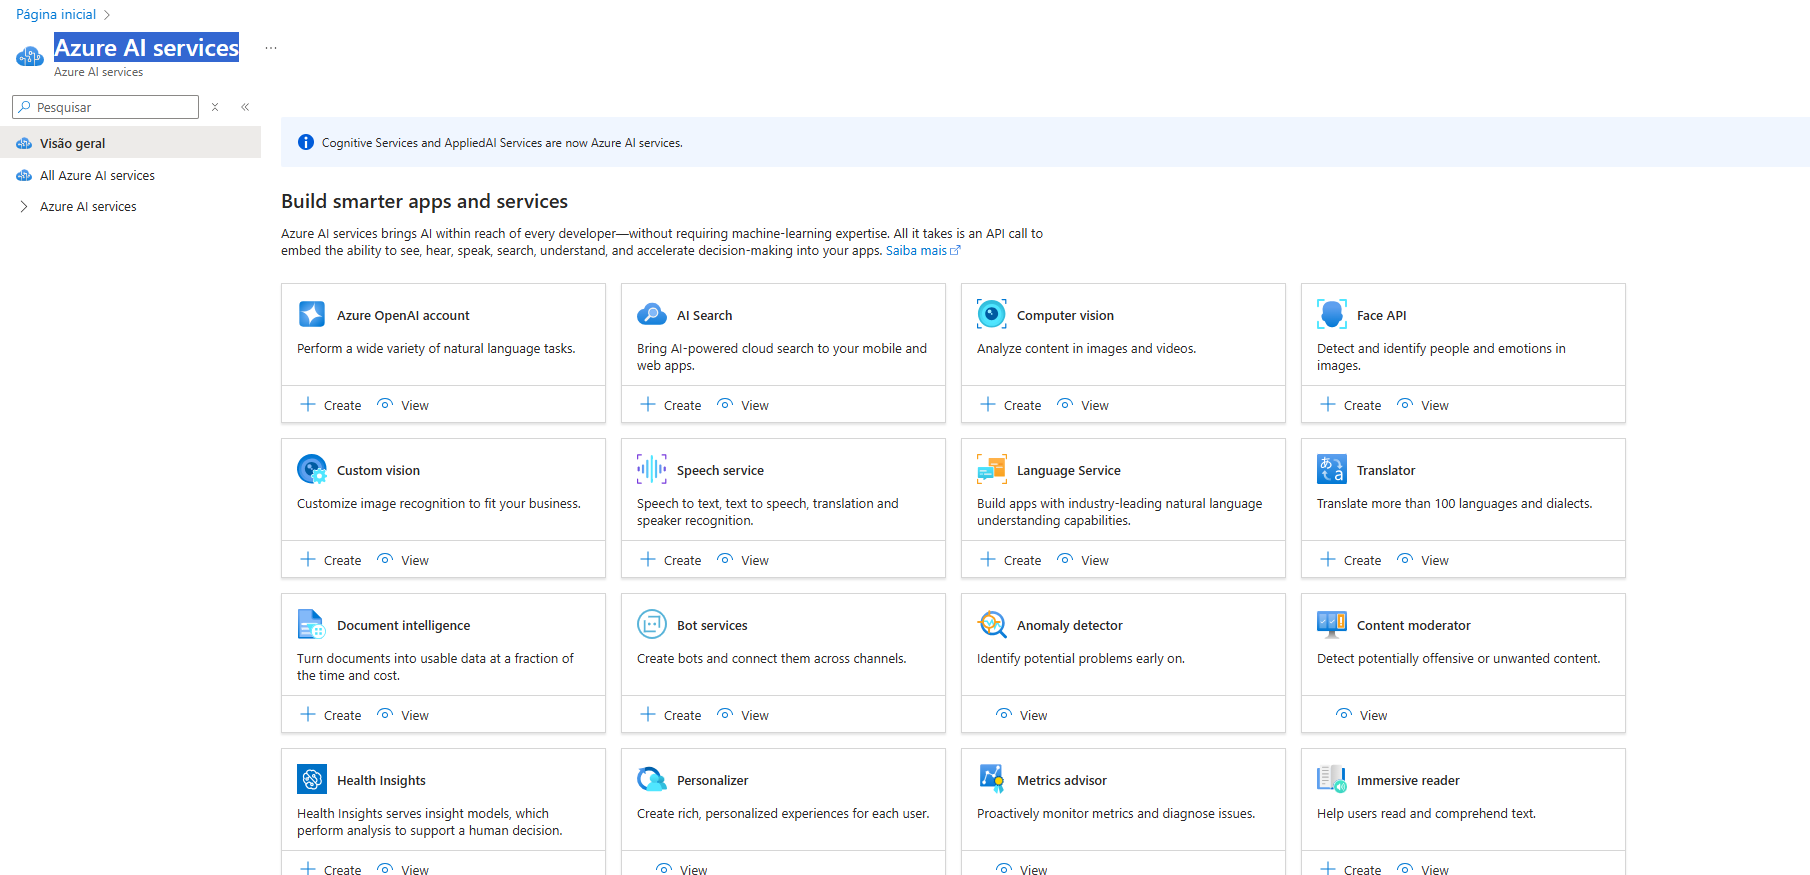 Página inicial
Azure AI services
Azure AI services
Pesquisar
Visão geral
All Azure AI services
Azure AI services
Cognitive Services and AppliedAI Services are now Azure AI services.
Build smarter apps and services
Azure AI services brings AI within reach of every developer—without requiring machine-learning expertise. All it takes is an API call to
embed the ability to see, hear, speak, search, understand, and accelerate decision-making into your apps. Saiba mais
Azure OpenAI account
Perform a wide variety of natural language tasks.
Create View
AI Search
Bring AI-powered cloud search to your mobile and
web apps.
Create View
Computer vision
Analyze content in images and videos.
Create View
Face API
Detect and identify people and emotions in
images.
Create View
Custom vision
Customize image recognition to fit your business.
Create View
Speech service
Speech to text, text to speech, translation and
speaker recognition.
Create View
Language Service
Build apps with industry-leading natural language
understanding capabilities.
Create View
Translator
Translate more than 100 languages and dialects.
Create View
Document intelligence
Turn documents into usable data at a fraction of
the time and cost.
Create View
Bot services
Create bots and connect them across channels.
Create View
Anomaly detector
Identify potential problems early on.
View
Content moderator
Detect potentially offensive or unwanted content.
View
Health Insights
Health Insights serves insight models, which
perform analysis to support a human decision.
Create View
Personalizer
Create rich, personalized experiences for each user.
View
Metrics advisor
Proactively monitor metrics and diagnose issues.
View
Immersive reader
Help users read and comprehend text.
Create View